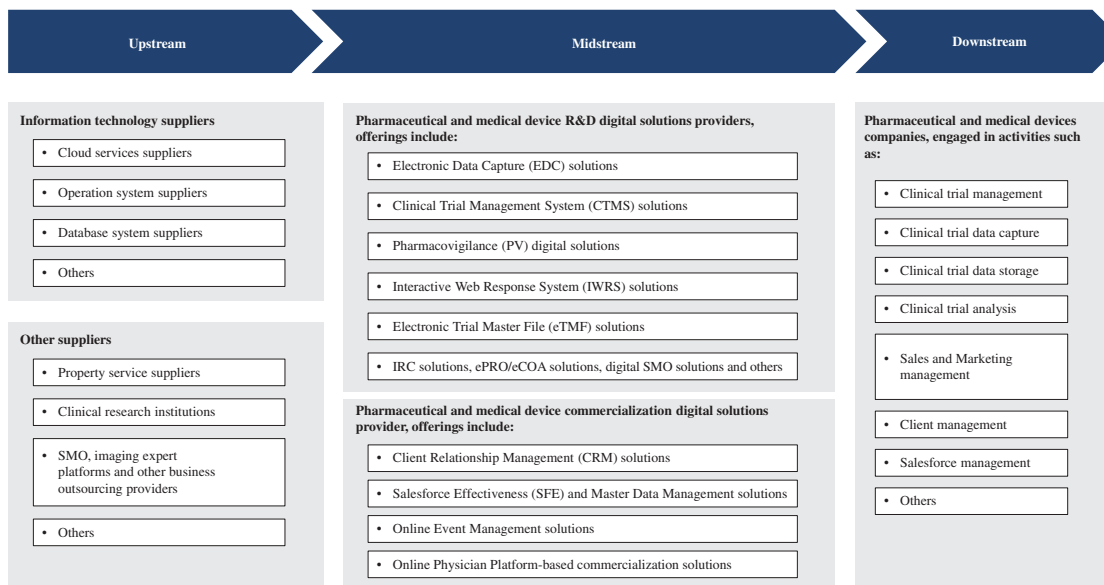 Upstream
Midstream
Downstream
Information technology suppliers
• Cloud services suppliers
• Operation system suppliers
• Database system suppliers
• Others
Other suppliers
• Property service suppliers
• Clinical research institutions
• SMO, imaging expert
platforms and other business
outsourcing providers
• Others
Pharmaceutical and medical device R&D digital solutions providers,
offerings include:
• Electronic Data Capture (EDC) solutions
• Clinical Trial Management System (CTMS) solutions
• Pharmacovigilance (PV) digital solutions
• Interactive Web Response System (IWRS) solutions
• Electronic Trial Master File (eTMF) solutions
• IRC solutions, ePRO/eCOA solutions, digital SMO solutions and others
Pharmaceutical and medical device commercialization digital solutions
provider, offerings include:
• Client Relationship Management (CRM) solutions
• Salesforce Effectiveness (SFE) and Master Data Management solutions
• Online Event Management solutions
• Online Physician Platform-based commercialization solutions
Pharmaceutical and medical devices
companies, engaged in activities such
as:
• Clinical trial management
• Clinical trial data capture
• Clinical trial data storage
• Clinical trial analysis
• Sales and Marketing
management
• Client management
• Salesforce management
• Others